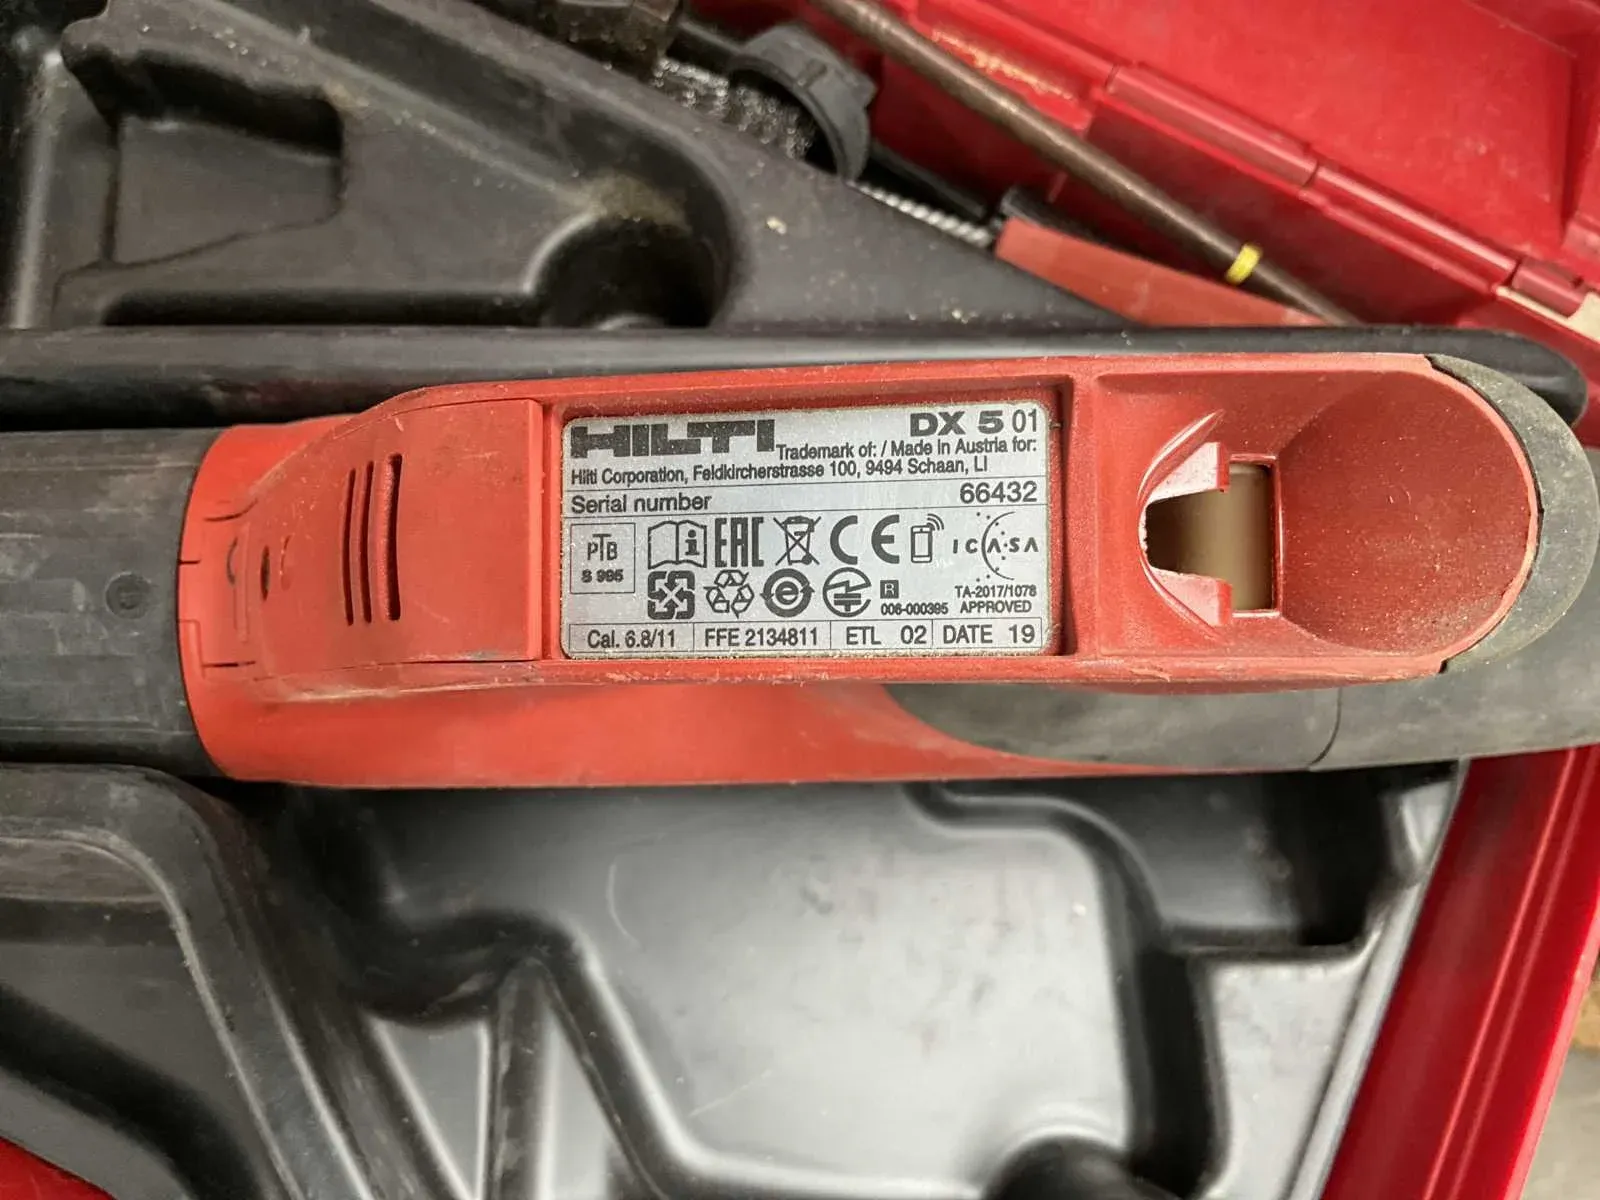 HILTI DX 5 01
Trademark of: / Made in Austria for:
Hilti Corporation, Feldkircherstrasse 100, 9494 Schaan, LI
Serial number 66432
PTB
S 995
EAC CE ICASA
R
006-000395
TA-2017/1078
APPROVED
Cal. 6.8/11 FFE 2134811 ETL 02 DATE 19